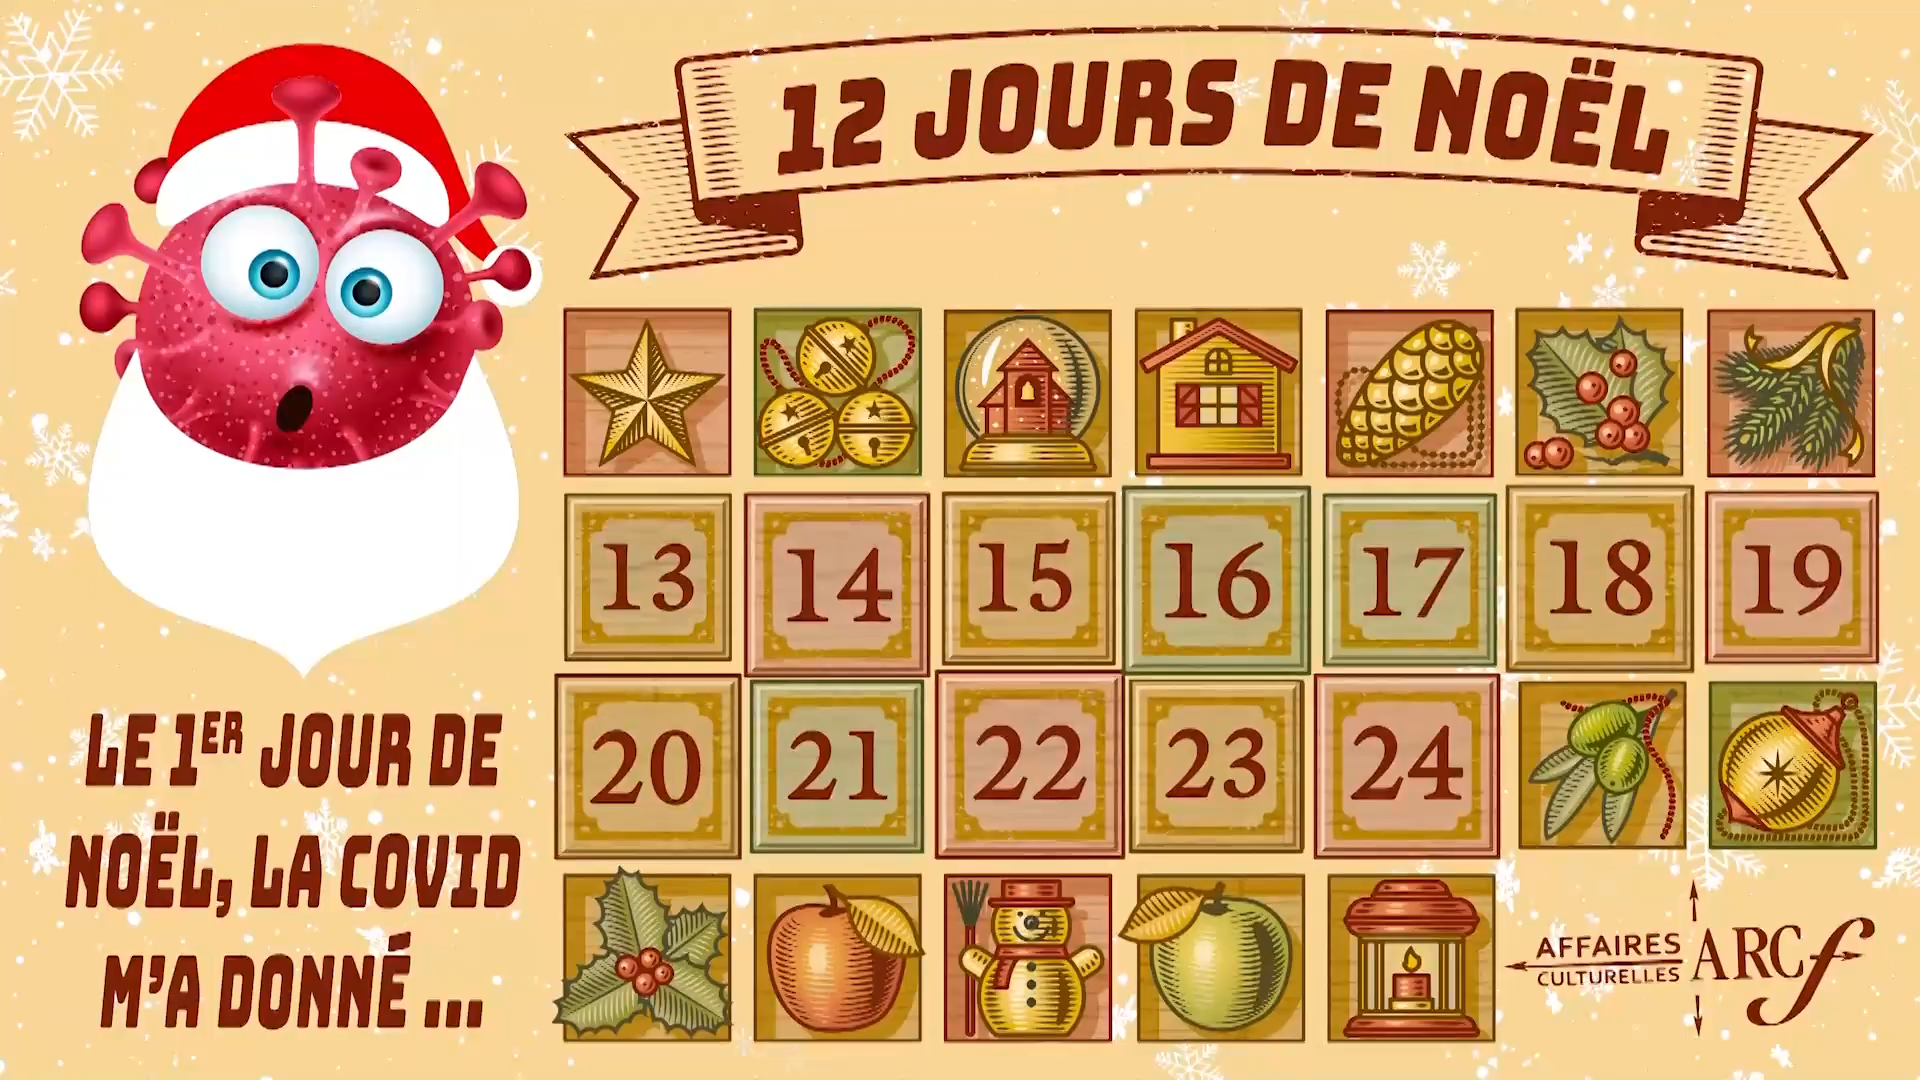 12 JOURS DE NOËL
13 14 15 16 17 18 19
20 21 22 23 24
LE 1ER JOUR DE
NOËL, LA COVID
M'A DONNÉ ...
AFFAIRES
CULTURELLES
ARCf